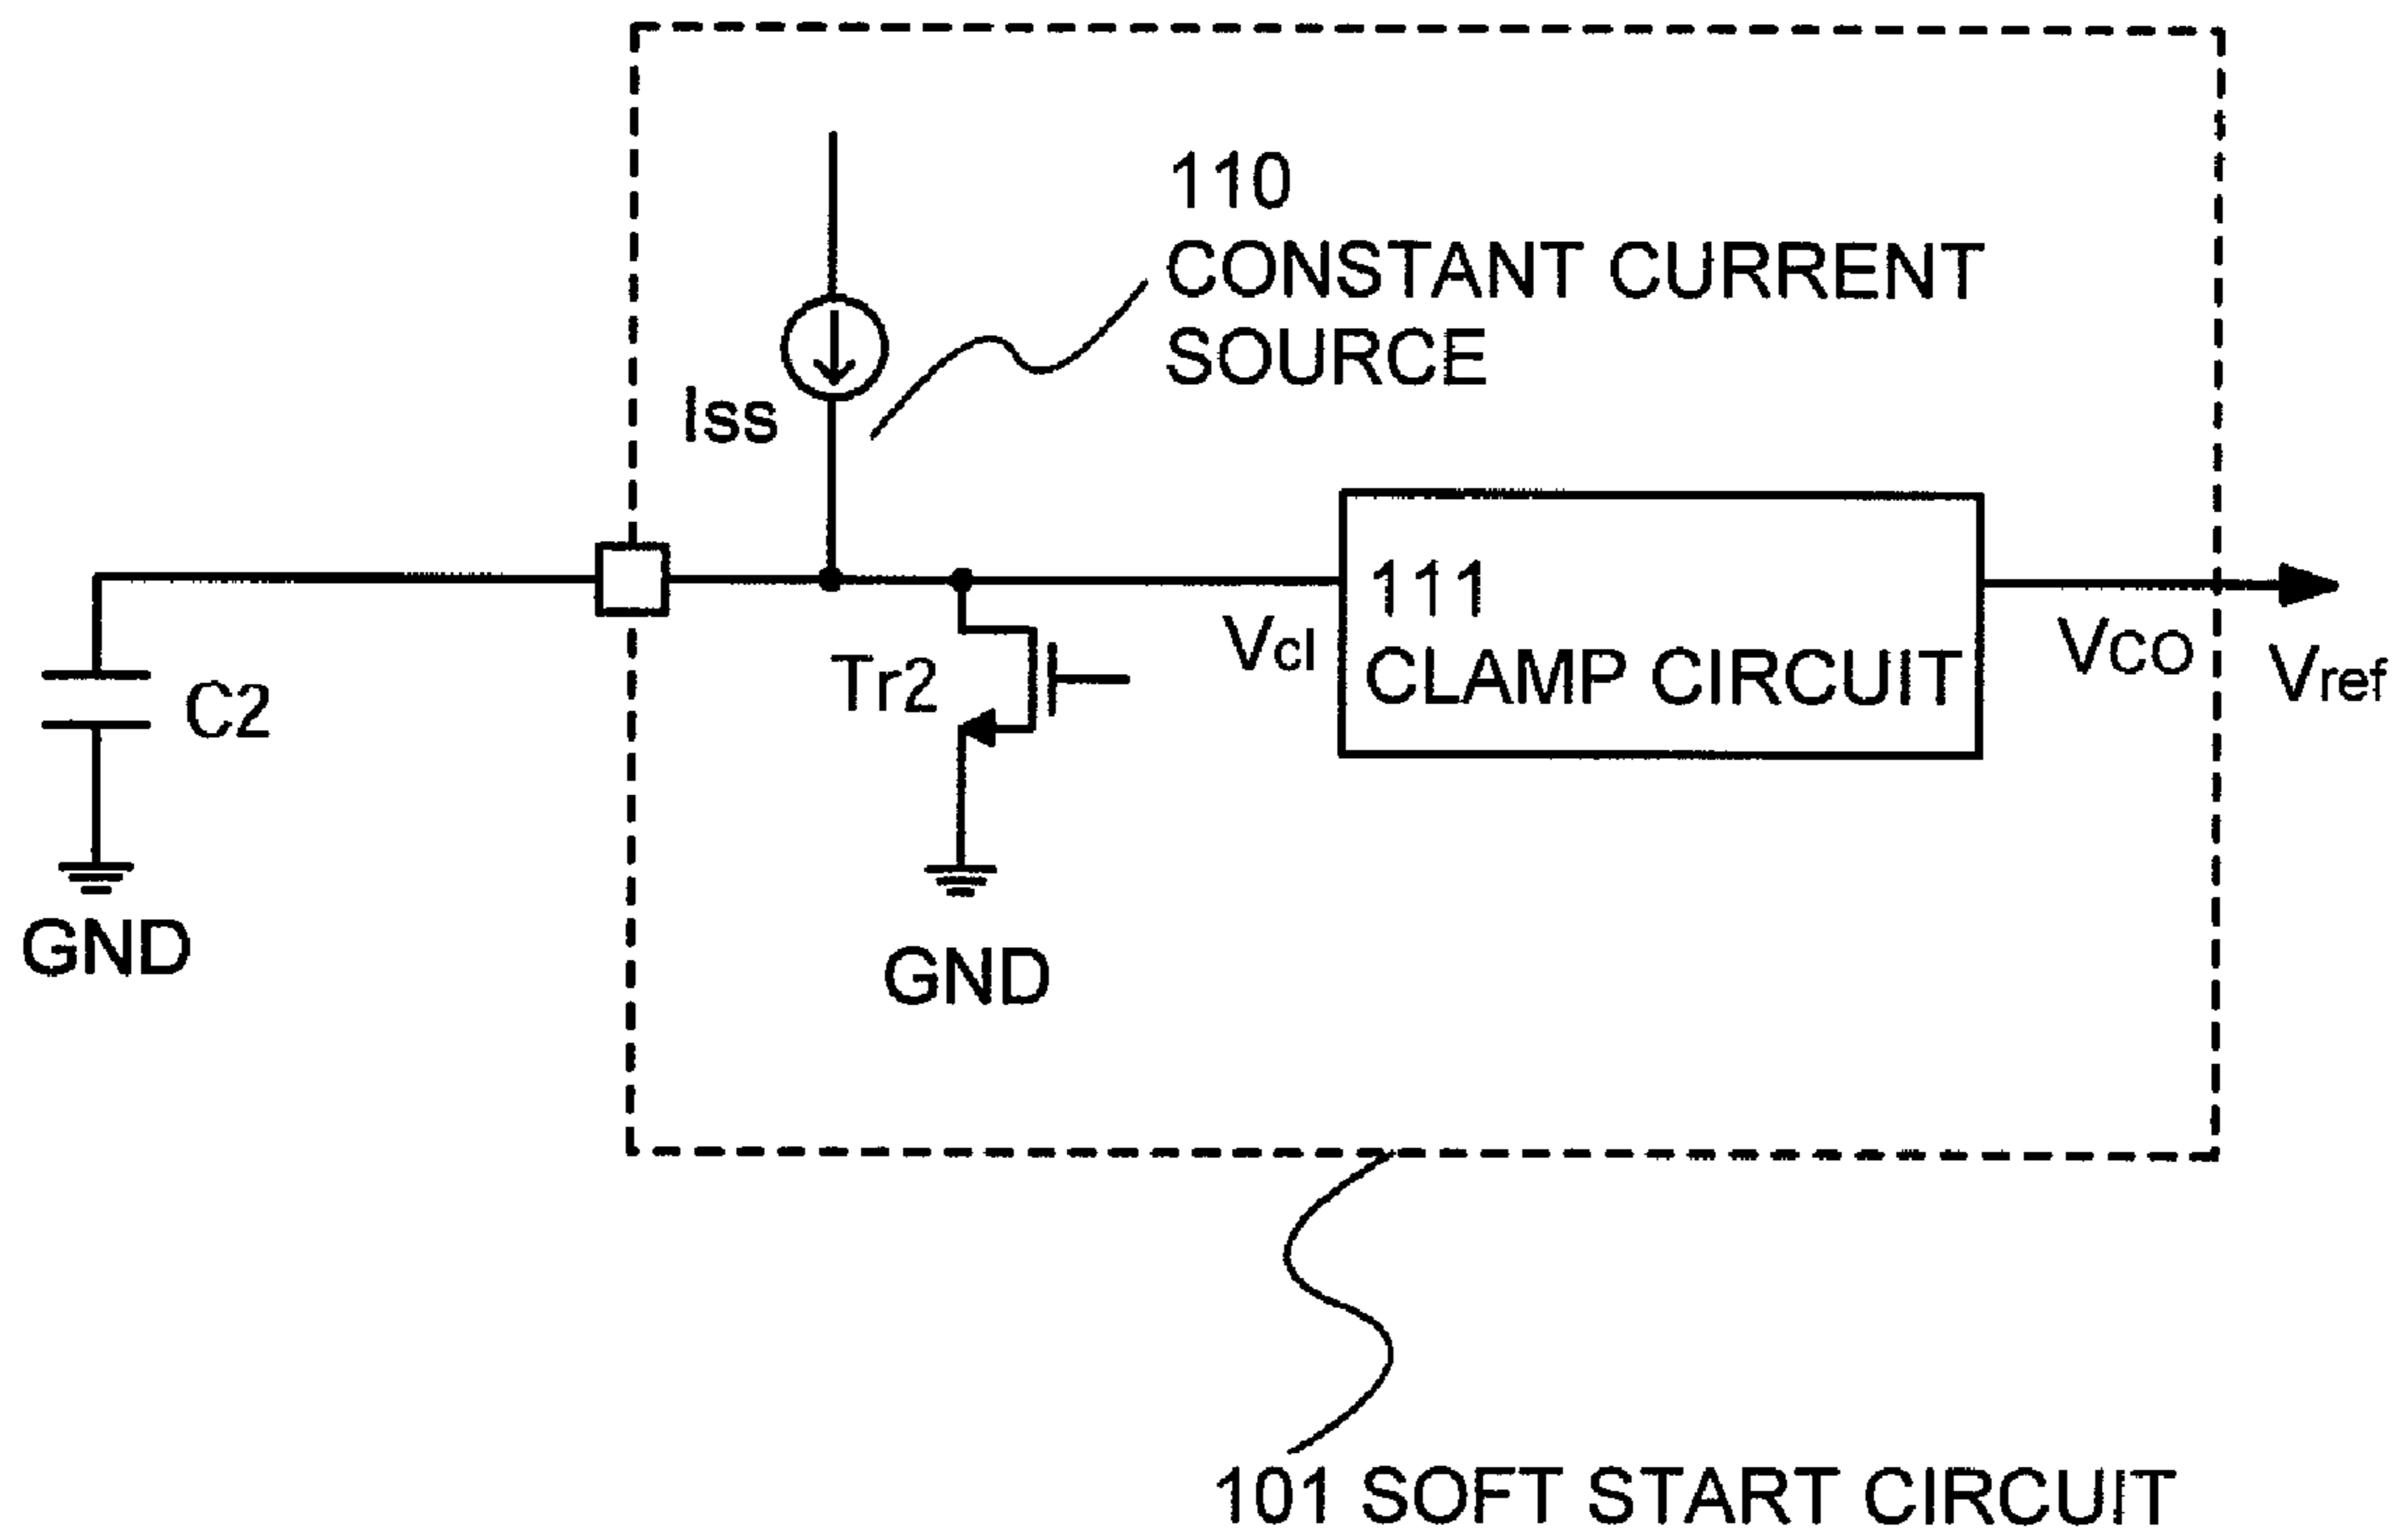 110
CONSTANT CURRENT
SOURCE
Iss
111
CLAMP CIRCUIT
Vcl
VCO
Vref
Tr2
C2
GND
GND
101 SOFT START CIRCUIT